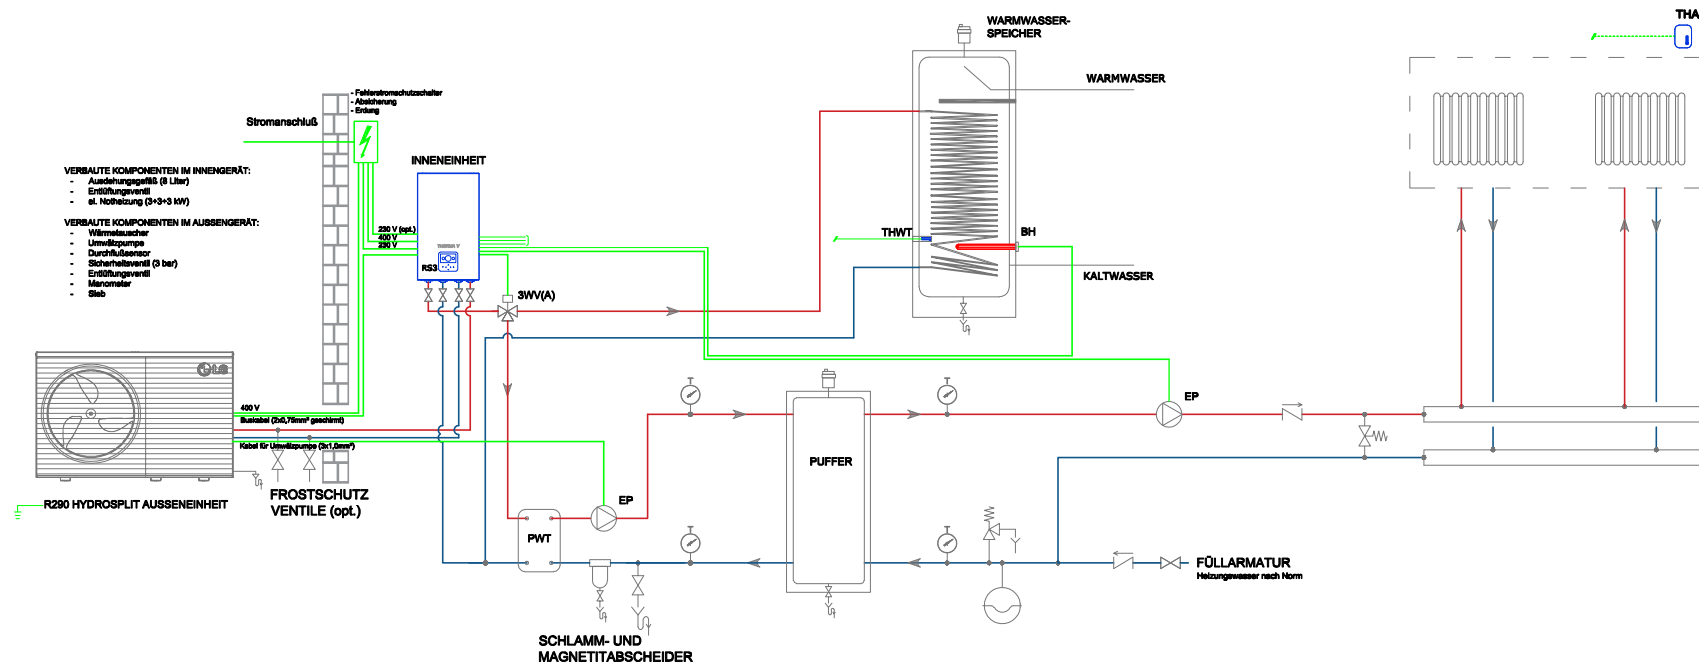 WARMWASSER-
SPEICHER
THA
WARMWASSER
- Fehlerstromschutzschalter
- Absicherung
- Erdung
Stromanschluß
INNENEINHEIT
VERBAUTE KOMPONENTEN IM INNENGERÄT:
- Ausdehungsgefäß (8 Liter)
- Entlüftungsventil
- el. Notheizung (3+3+3 kW)
VERBAUTE KOMPONENTEN IM AUSSENGERÄT:
- Wärmetauscher
- Umwälzpumpe
- Durchflußsensor
- Sicherheitsventil (3 bar)
- Entlüftungsventil
- Manometer
- Sieb
230 V (opt.)
400 V
230 V
THERMA V
RS3
THWT
BH
KALTWASSER
3WV(A)
LG
T
T
EP
400 V
Buskabel (2x0,75mm² geschirmt)
Kabel für Umwälzpumpe (3x1,0mm²)
PUFFER
R290 HYDROSPLIT AUSSENEINHEIT
FROSTSCHUTZ
VENTILE (opt.)
EP
PWT
T
T
FÜLLARMATUR
Heizungswasser nach Norm
SCHLAMM- UND
MAGNETITABSCHEIDER